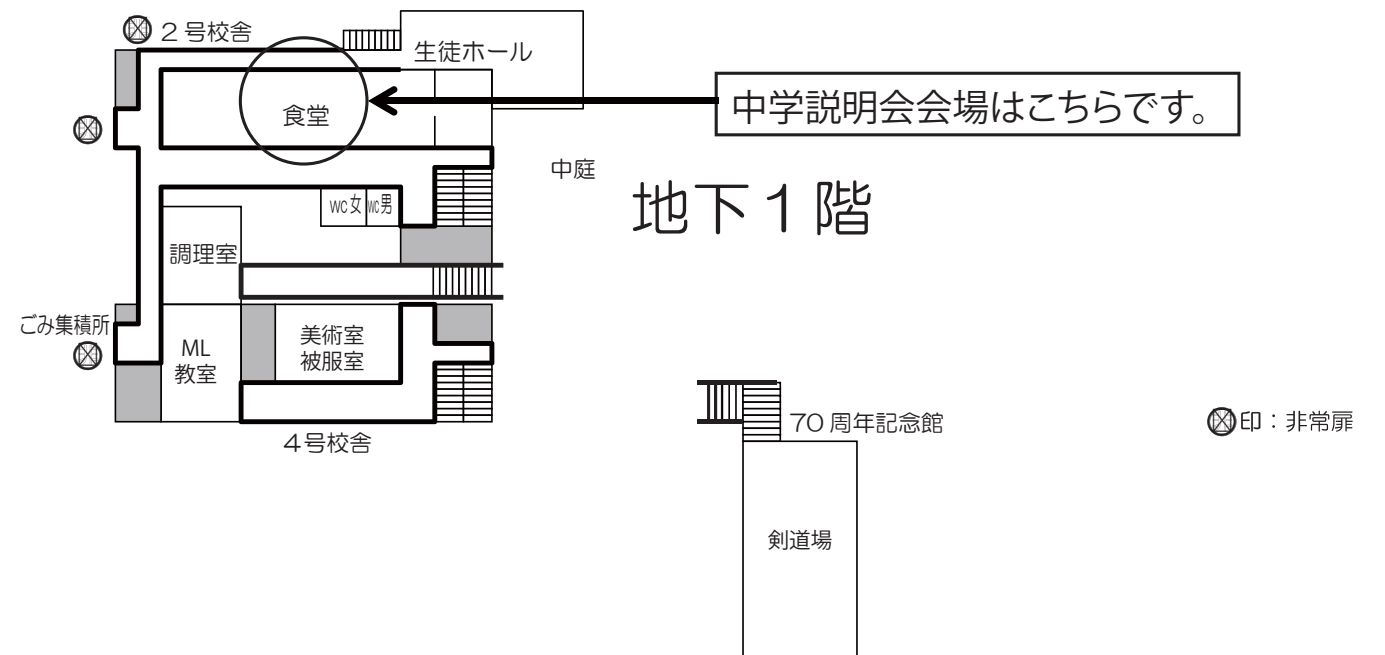 ２号校舎
生徒ホール
食堂
中学説明会会場はこちらです。
中庭
地下１階
wc女
wc男
調理室
ごみ集積所
ML
教室
美術室
被服室
４号校舎
70周年記念館
印：非常扉
剣道場